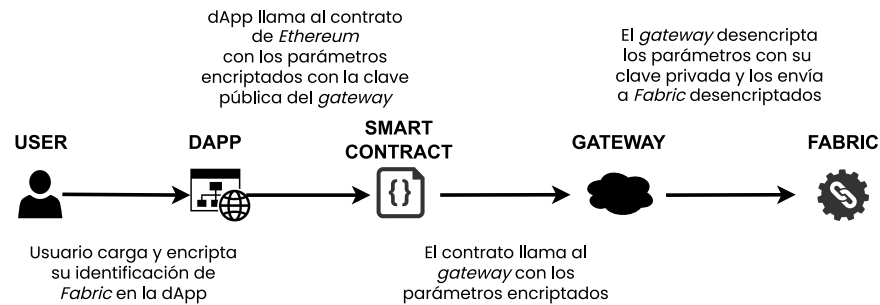 dApp llama al contrato
de Ethereum
con los parámetros
encriptados con la clave
pública del gateway
El gateway desencripta
los parámetros con su
clave privada y los envía
a Fabric desencriptados
USER
DAPP
SMART
CONTRACT
GATEWAY
FABRIC
{}
Usuario carga y encripta
su identificación de
Fabric en la dApp
El contrato llama al
gateway con los
parámetros encriptados